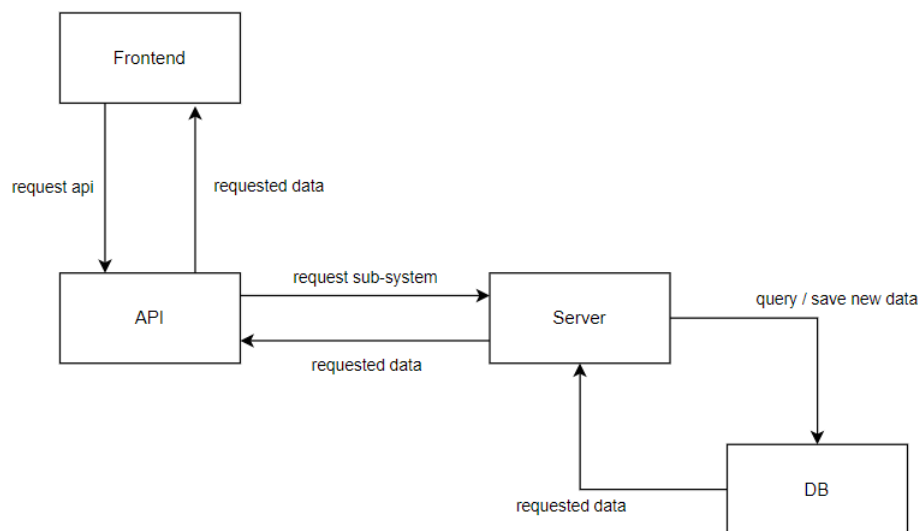 Frontend
request api
requested data
request sub-system
query / save new data
API
Server
requested data
DB
requested data